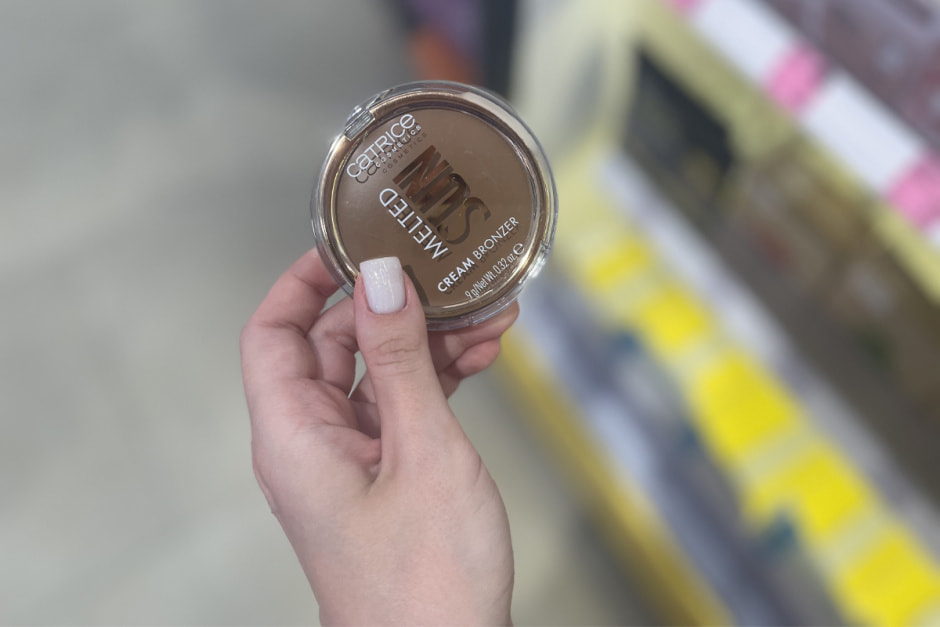 CATRICE
COSMETICS
MELTED
SUN
CREAM BRONZER
9 g/Net Wt. 0.32 oz e